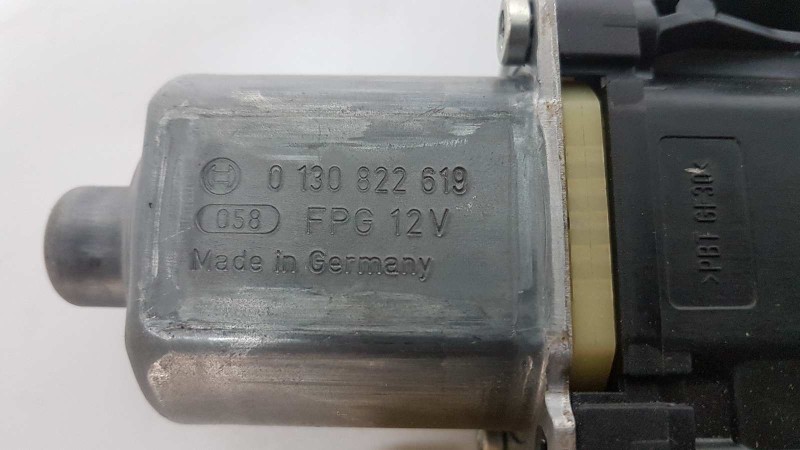 0 130 822 619
058 FPG 12V
Made in Germany
>PBT GF30<